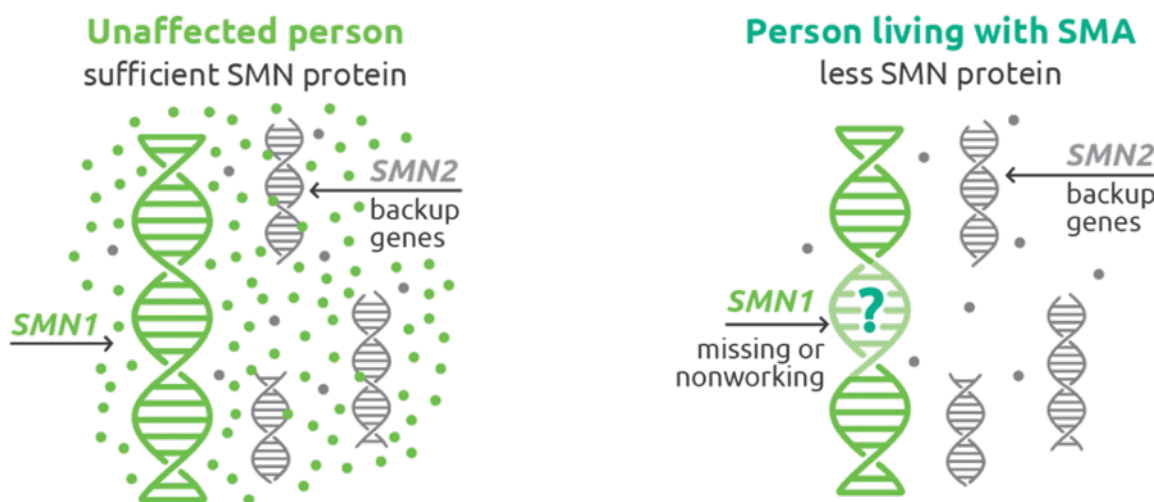 Unaffected person
sufficient SMN protein
SMN2
backup
genes
SMN1
Person living with SMA
less SMN protein
SMN2
backup
genes
?
SMN1
missing or
nonworking